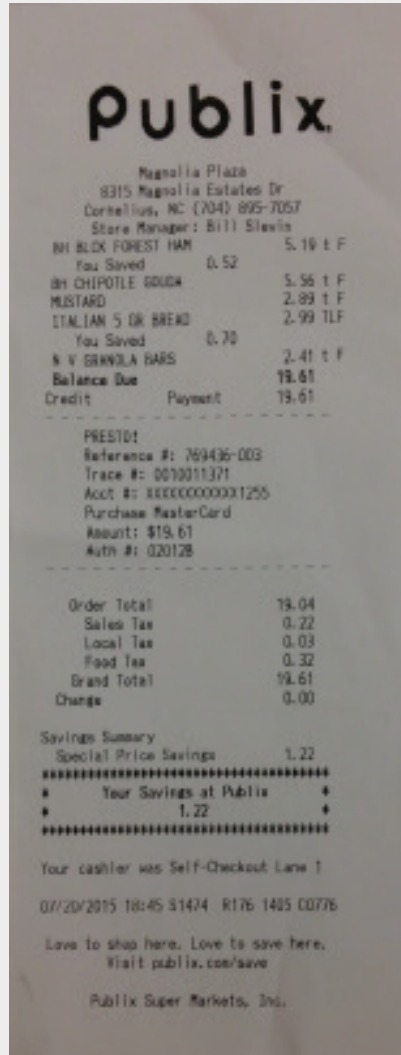 Publix.
Magnolia Plaza
8315 Magnolia Estates Dr
Cornelius, NC (704) 895-7057
Store Manager: Bill Slevin
BH BLCK FOREST HAM 5.19 t F
You Saved 0.52
BH CHIPOTLE GOUDA 5.56 t F
MUSTARD 2.89 t F
ITALIAN 5 GR BREAD 2.99 TLF
You Saved 0.70
N V GRANOLA BARS 2.41 t F
Balance Due 19.61
Credit Payment 19.61
PRESTO!
Reference #: 769436-003
Trace #: 0010011371
Acct #: XXXXXXXXXXXX1255
Purchase MasterCard
Amount: $19.61
Auth #: 020128
Order Total 19.04
Sales Tax 0.22
Local Tax 0.03
Food Tax 0.32
Grand Total 19.61
Change 0.00
Savings Summary
Special Price Savings 1.22
****************************************
* Your Savings at Publix *
* 1.22 *
****************************************
Your cashier was Self-Checkout Lane 1
07/20/2015 18:45 S1474 R176 1405 C0776
Love to shop here. Love to save here.
Visit publix.com/save
Publix Super Markets, Inc.